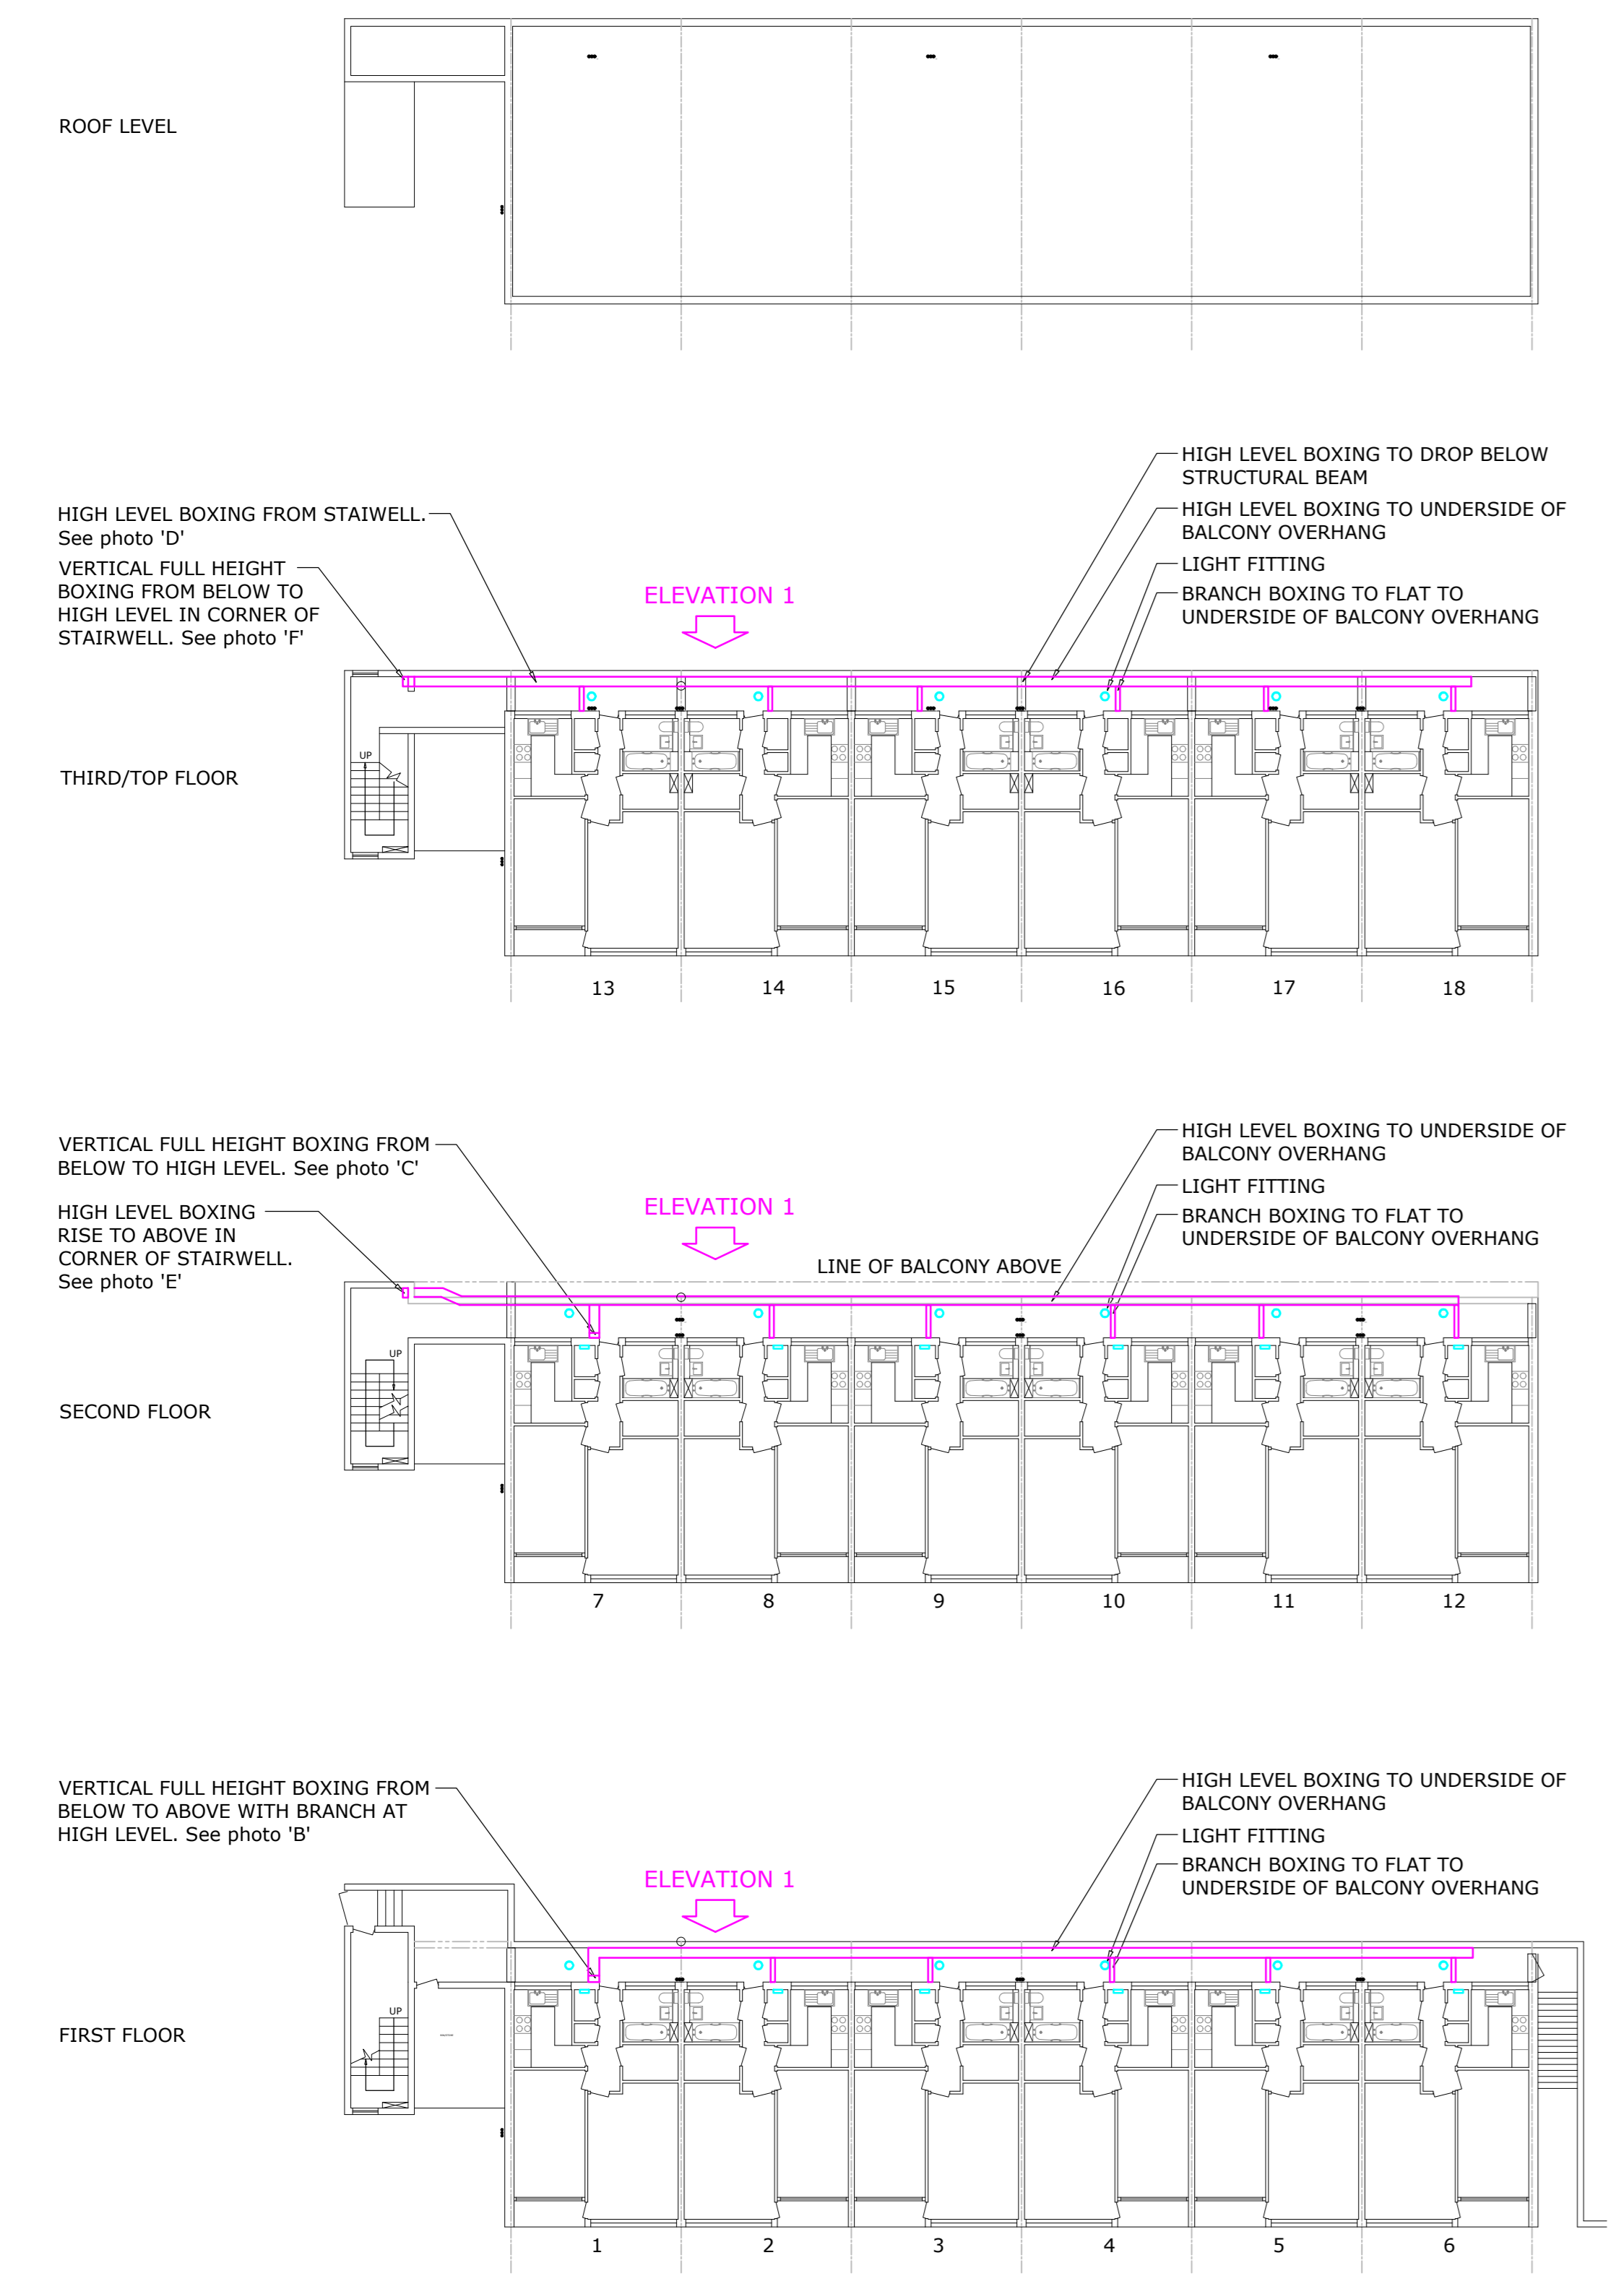 ROOF LEVEL
HIGH LEVEL BOXING TO DROP BELOW
STRUCTURAL BEAM
HIGH LEVEL BOXING FROM STAIWELL.
See photo 'D'
HIGH LEVEL BOXING TO UNDERSIDE OF
BALCONY OVERHANG
VERTICAL FULL HEIGHT
BOXING FROM BELOW TO
HIGH LEVEL IN CORNER OF
STAIRWELL. See photo 'F'
LIGHT FITTING
BRANCH BOXING TO FLAT TO
UNDERSIDE OF BALCONY OVERHANG
ELEVATION 1
UP
THIRD/TOP FLOOR
13 14 15 16 17 18
VERTICAL FULL HEIGHT BOXING FROM
BELOW TO HIGH LEVEL. See photo 'C'
HIGH LEVEL BOXING TO UNDERSIDE OF
BALCONY OVERHANG
HIGH LEVEL BOXING
RISE TO ABOVE IN
CORNER OF STAIRWELL.
See photo 'E'
LIGHT FITTING
BRANCH BOXING TO FLAT TO
UNDERSIDE OF BALCONY OVERHANG
ELEVATION 1
LINE OF BALCONY ABOVE
UP
SECOND FLOOR
7 8 9 10 11 12
VERTICAL FULL HEIGHT BOXING FROM
BELOW TO ABOVE WITH BRANCH AT
HIGH LEVEL. See photo 'B'
HIGH LEVEL BOXING TO UNDERSIDE OF
BALCONY OVERHANG
LIGHT FITTING
BRANCH BOXING TO FLAT TO
UNDERSIDE OF BALCONY OVERHANG
ELEVATION 1
UP
FIRST FLOOR
1 2 3 4 5 6